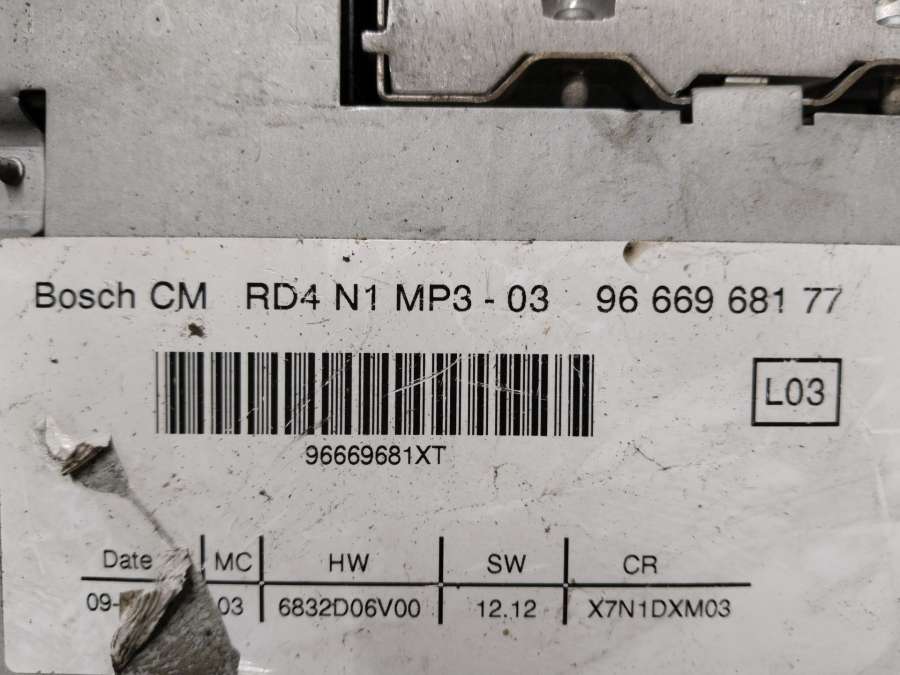 Bosch CM RD4 N1 MP3 - 03 96 669 681 77
L03
96669681XT
Date MC HW SW CR
09- 03 6832D06V00 12.12 X7N1DXM03